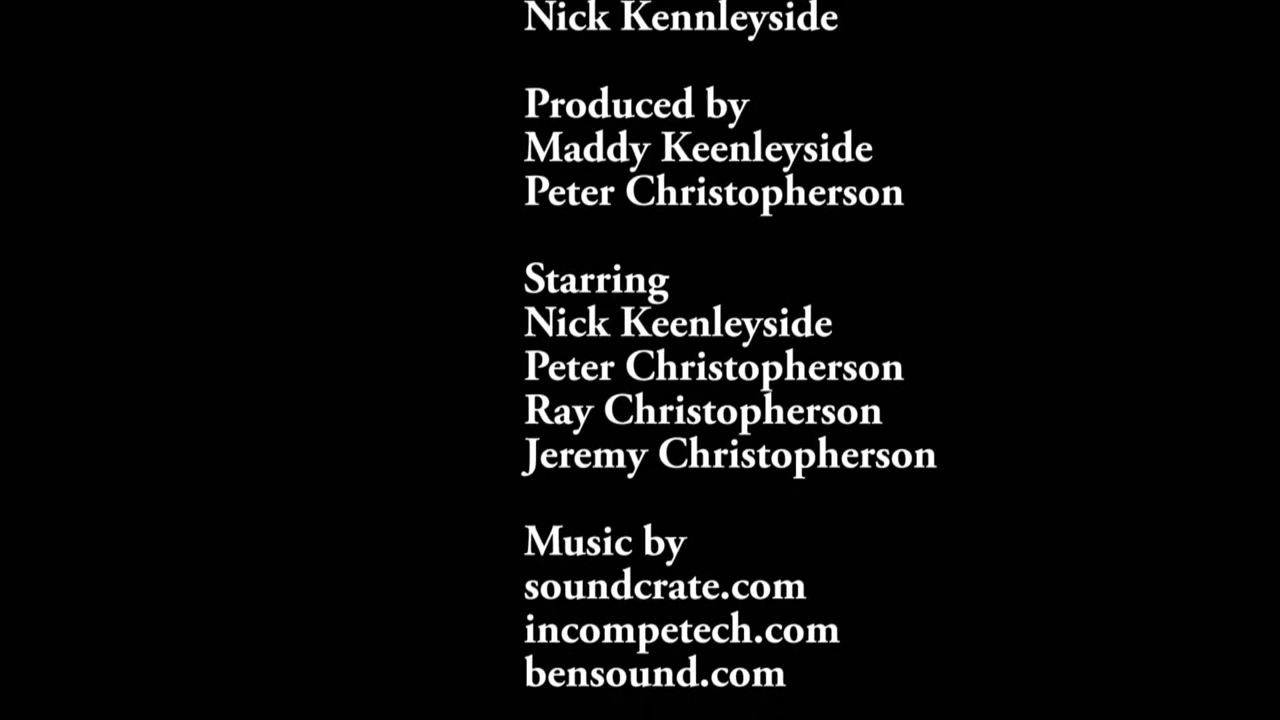 Nick Kennleyside
Produced by
Maddy Keenleyside
Peter Christopherson
Starring
Nick Keenleyside
Peter Christopherson
Ray Christopherson
Jeremy Christopherson
Music by
soundcrate.com
incompetech.com
bensound.com